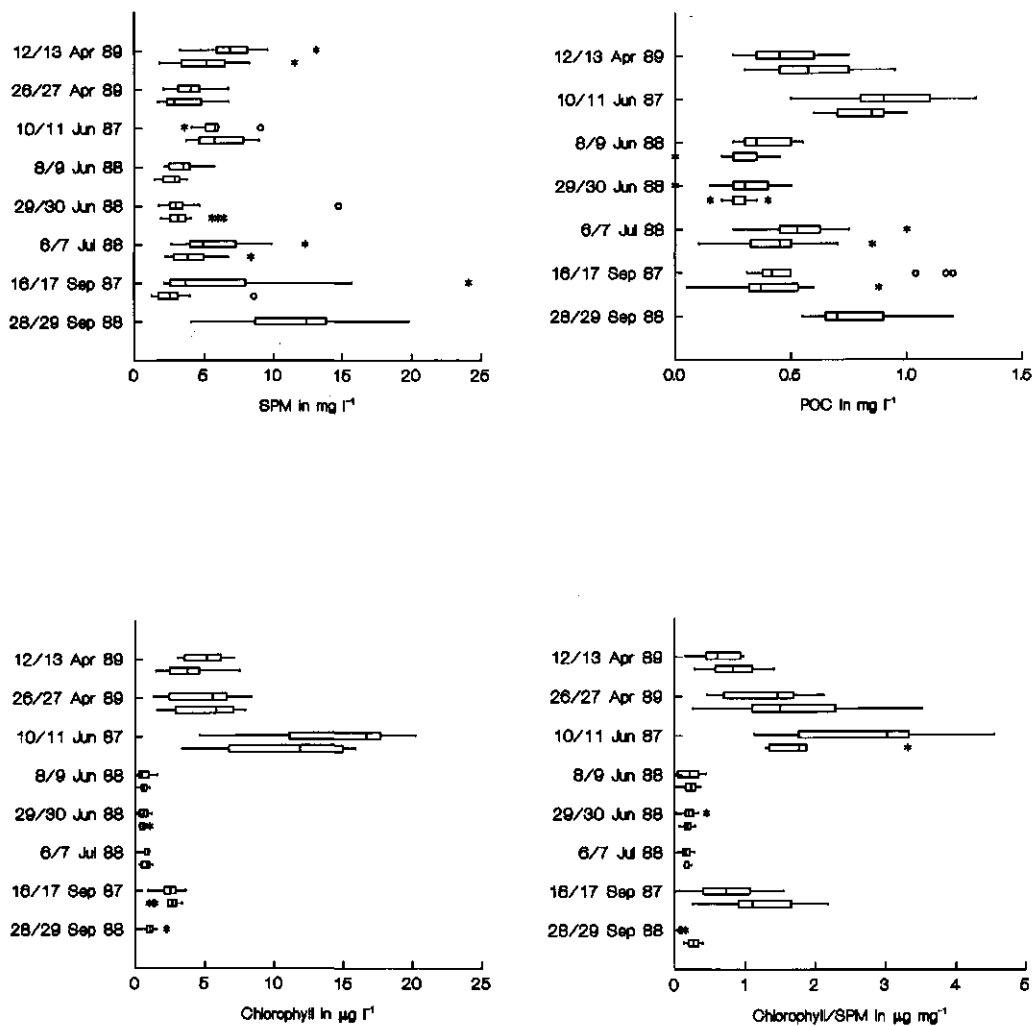 12/13 Apr 89
26/27 Apr 89
10/11 Jun 87
8/9 Jun 88
29/30 Jun 88
6/7 Jul 88
16/17 Sep 87
28/29 Sep 88
0 5 10 15 20 25
SPM in mg l⁻¹
12/13 Apr 89
10/11 Jun 87
8/9 Jun 88
29/30 Jun 88
6/7 Jul 88
16/17 Sep 87
28/29 Sep 88
0.0 0.5 1.0 1.5
POC in mg l⁻¹
12/13 Apr 89
26/27 Apr 89
10/11 Jun 87
8/9 Jun 88
29/30 Jun 88
6/7 Jul 88
16/17 Sep 87
28/29 Sep 88
0 5 10 15 20 25
Chlorophyll in μg l⁻¹
12/13 Apr 89
26/27 Apr 89
10/11 Jun 87
8/9 Jun 88
29/30 Jun 88
6/7 Jul 88
16/17 Sep 87
28/29 Sep 88
0 1 2 3 4 5
Chlorophyll/SPM in μg mg⁻¹